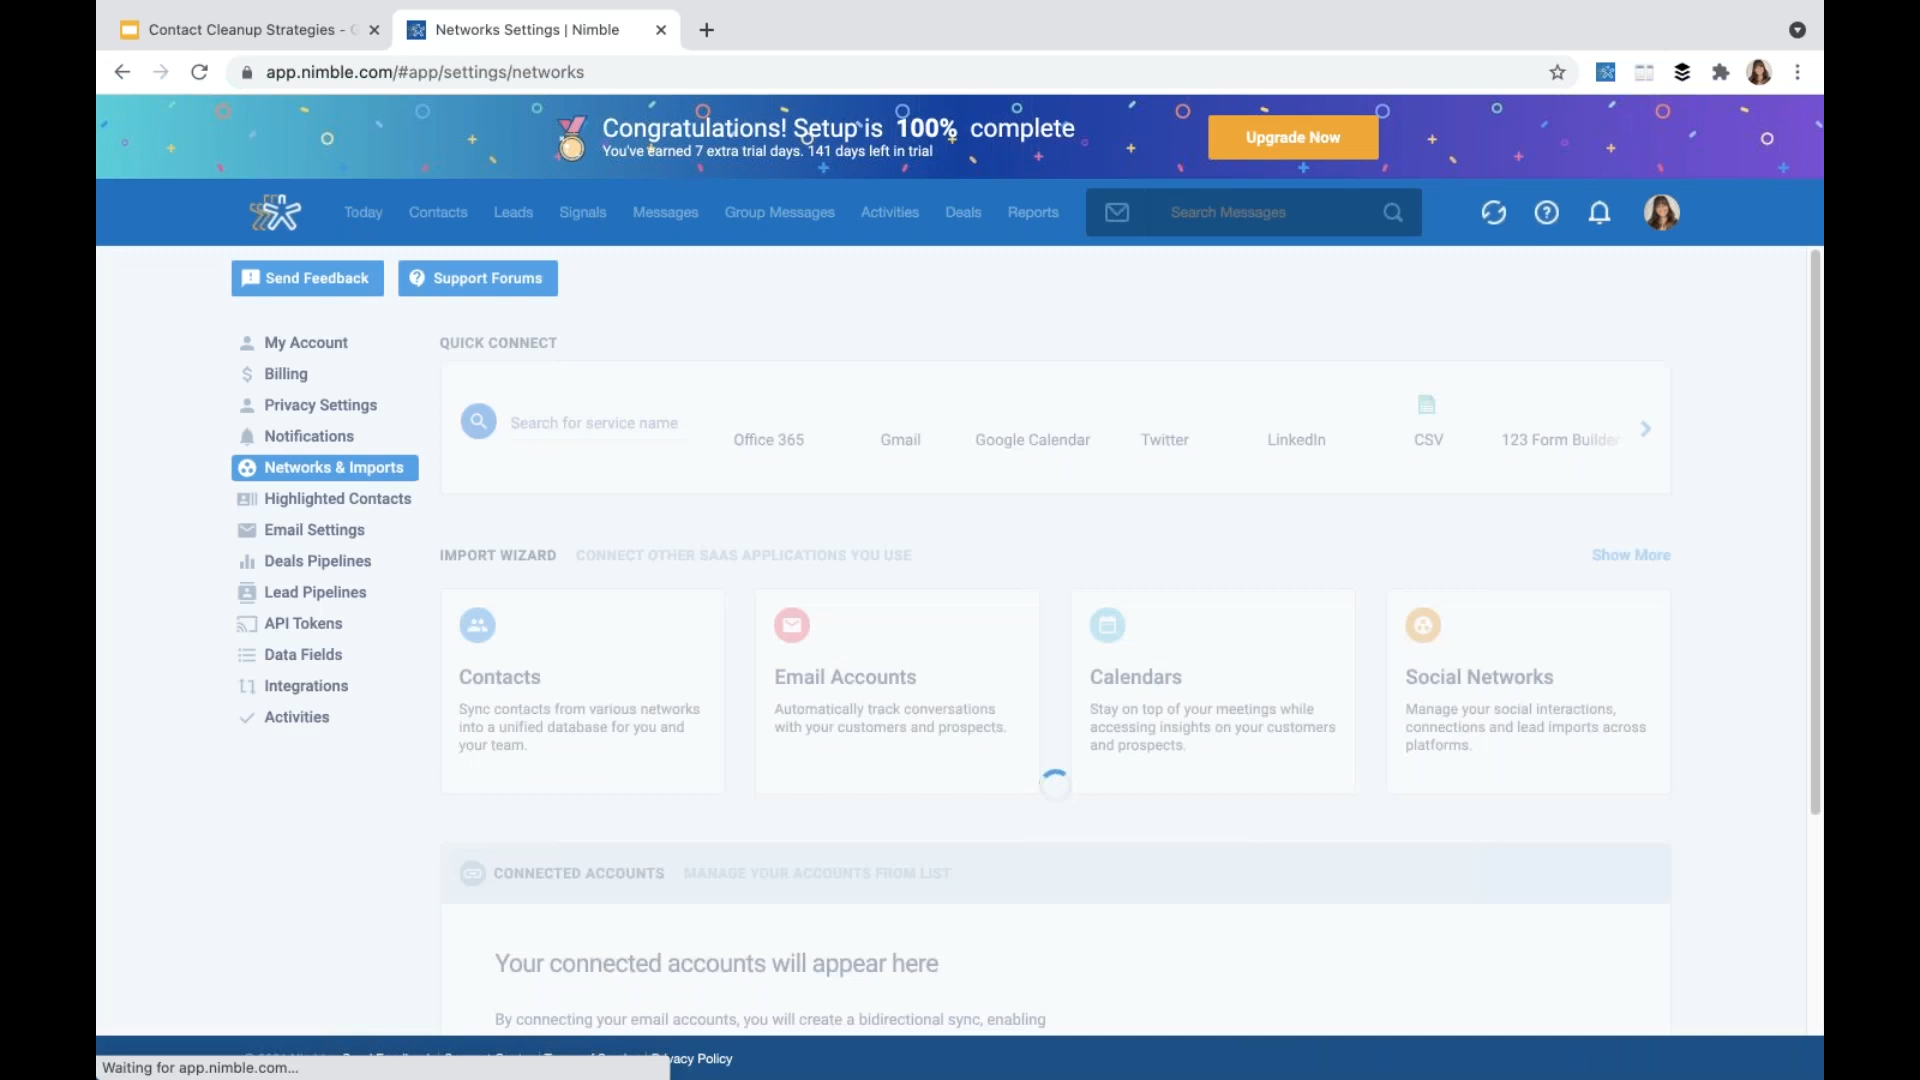 Contact Cleanup Strategies -
Networks Settings | Nimble
app.nimble.com/#app/settings/networks
Congratulations! Setup is 100% complete
You've earned 7 extra trial days. 141 days left in trial
Upgrade Now
Today
Contacts
Leads
Signals
Messages
Group Messages
Activities
Deals
Reports
Search Messages
Send Feedback
Support Forums
My Account
Billing
Privacy Settings
Notifications
Networks & Imports
Highlighted Contacts
Email Settings
Deals Pipelines
Lead Pipelines
API Tokens
Data Fields
Integrations
Activities
QUICK CONNECT
Search for service name
Office 365
Gmail
Google Calendar
Twitter
LinkedIn
CSV
123 Form Builder
IMPORT WIZARD
CONNECT OTHER SAAS APPLICATIONS YOU USE
Show More
Contacts
Sync contacts from various networks
into a unified database for you and
your team.
Email Accounts
Automatically track conversations
with your customers and prospects.
Calendars
Stay on top of your meetings while
accessing insights on your customers
and prospects.
Social Networks
Manage your social interactions,
connections and lead imports across
platforms.
CONNECTED ACCOUNTS
MANAGE YOUR ACCOUNTS FROM LIST
Your connected accounts will appear here
By connecting your email accounts, you will create a bidirectional sync, enabling
Policy
Waiting for app.nimble.com...